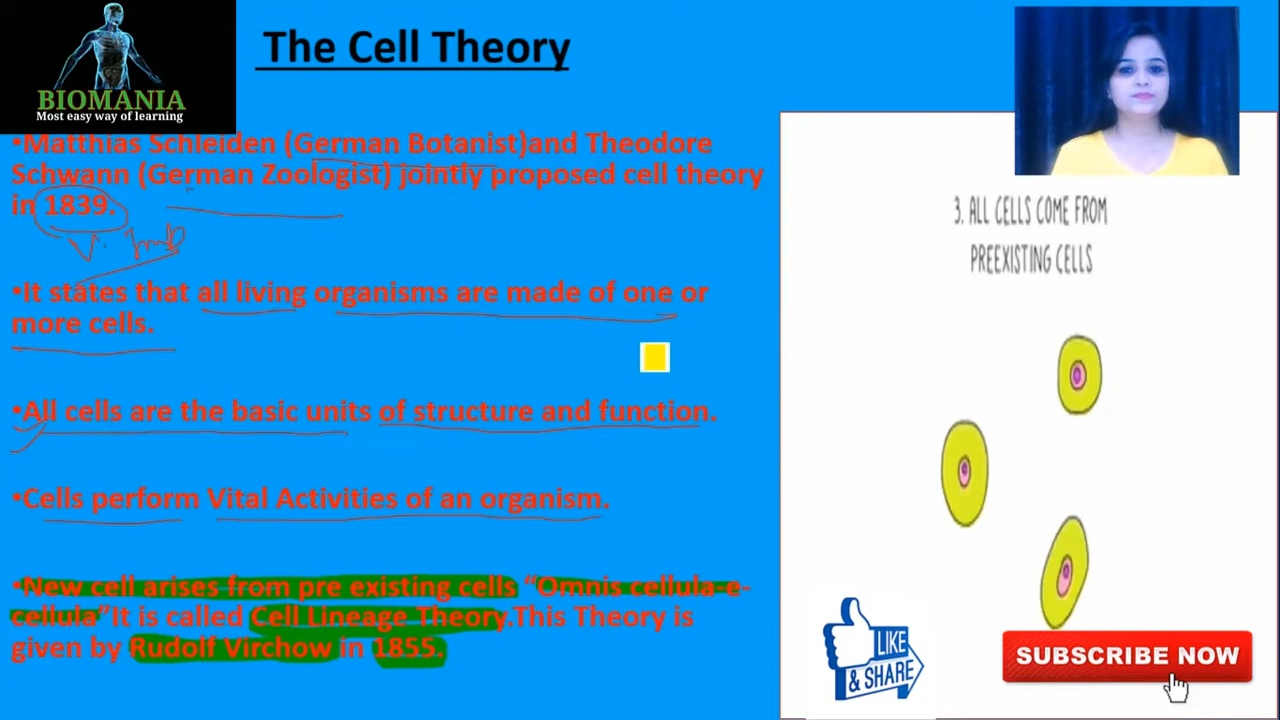 The Cell Theory
BIOMANIA
Most easy way of learning
•Matthias Schleiden (German Botanist)and Theodore
Schwann (German Zoologist) jointly proposed cell theory
in 1839.
V. Imp
•It states that all living organisms are made of one or
more cells.
•All cells are the basic units of structure and function.
•Cells perform Vital Activities of an organism.
•New cell arises from pre existing cells “Omnis cellula-e-
cellula”It is called Cell Lineage Theory.This Theory is
given by Rudolf Virchow in 1855.
3. ALL CELLS COME FROM
PREEXISTING CELLS
LIKE
& SHARE
SUBSCRIBE NOW